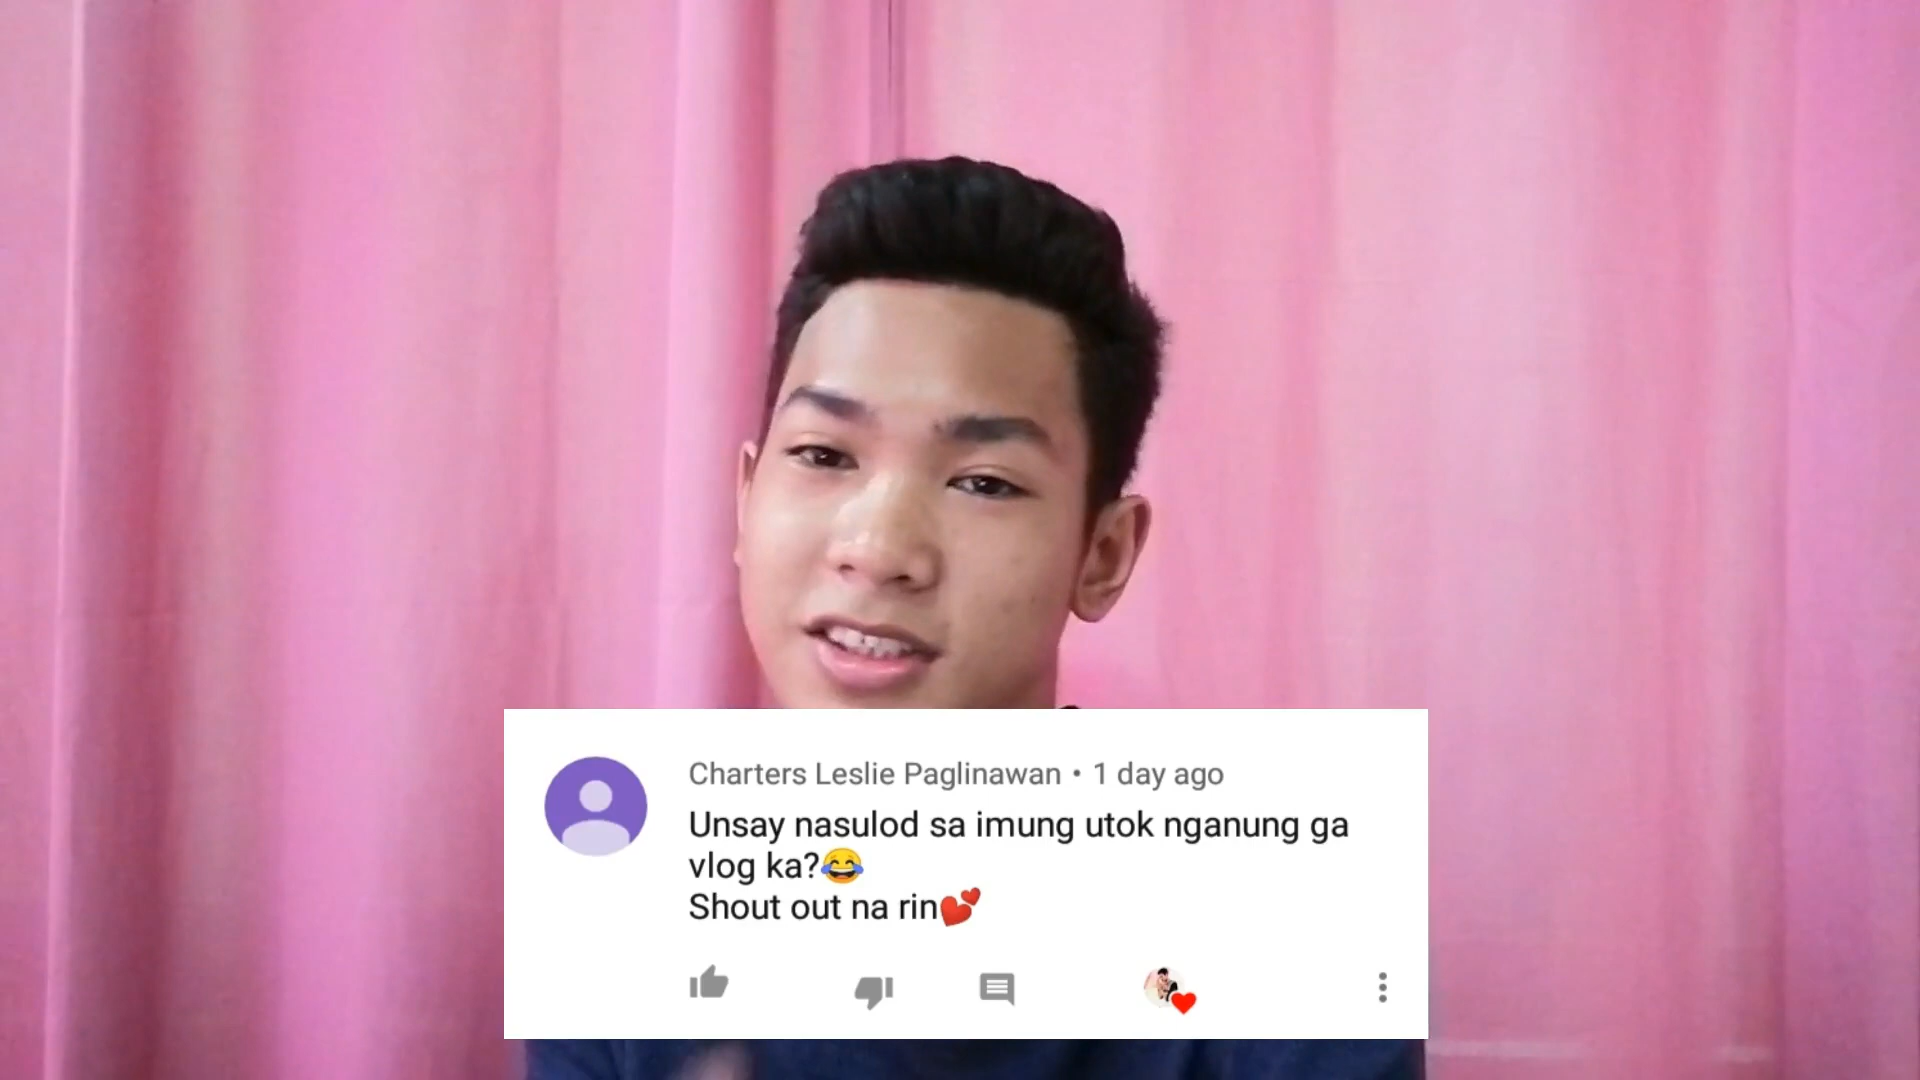 Charters Leslie Paglinawan • 1 day ago
Unsay nasulod sa imung utok nganung ga
vlog ka?😂
Shout out na rin💕